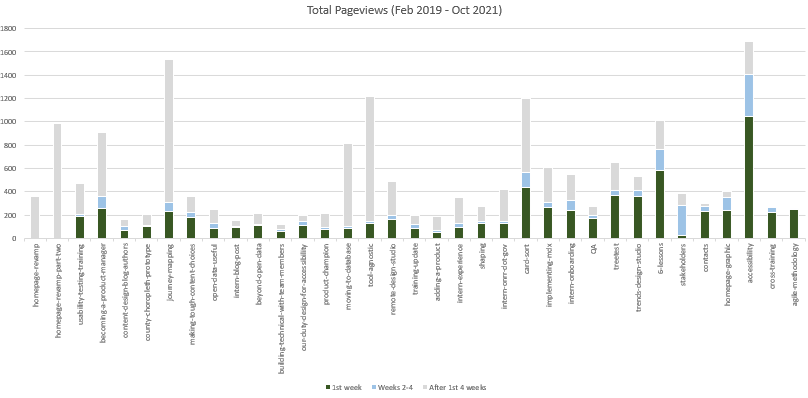 Total Pageviews (Feb 2019 - Oct 2021)
1800
1600
1400
1200
1000
800
600
400
200
0
homepage-revamp
homepage-revamp-part-two
usability-testing-training
becoming-a-product-manager
content-design-blog-authors
county-choropleth-prototype
journey-mapping
making-tough-content-choices
open-data-useful
intern-blog-post
beyond-open-data
building-technical-with-team-members
our-duty-design-for-accessibility
product-champion
moving-to-database
tool-agnostic
remote-design-studio
training-update
adding-a-product
intern-experience
shaping
intern-onrr-dot-gov
card-sort
implementing-mdx
intern-onboarding
QA
treetest
trends-design-studio
6-lessons
stakeholders
contacts
homepage-graphic
accessibility
cross-training
agile-methodology
1st week
Weeks 2-4
After 1st 4 weeks